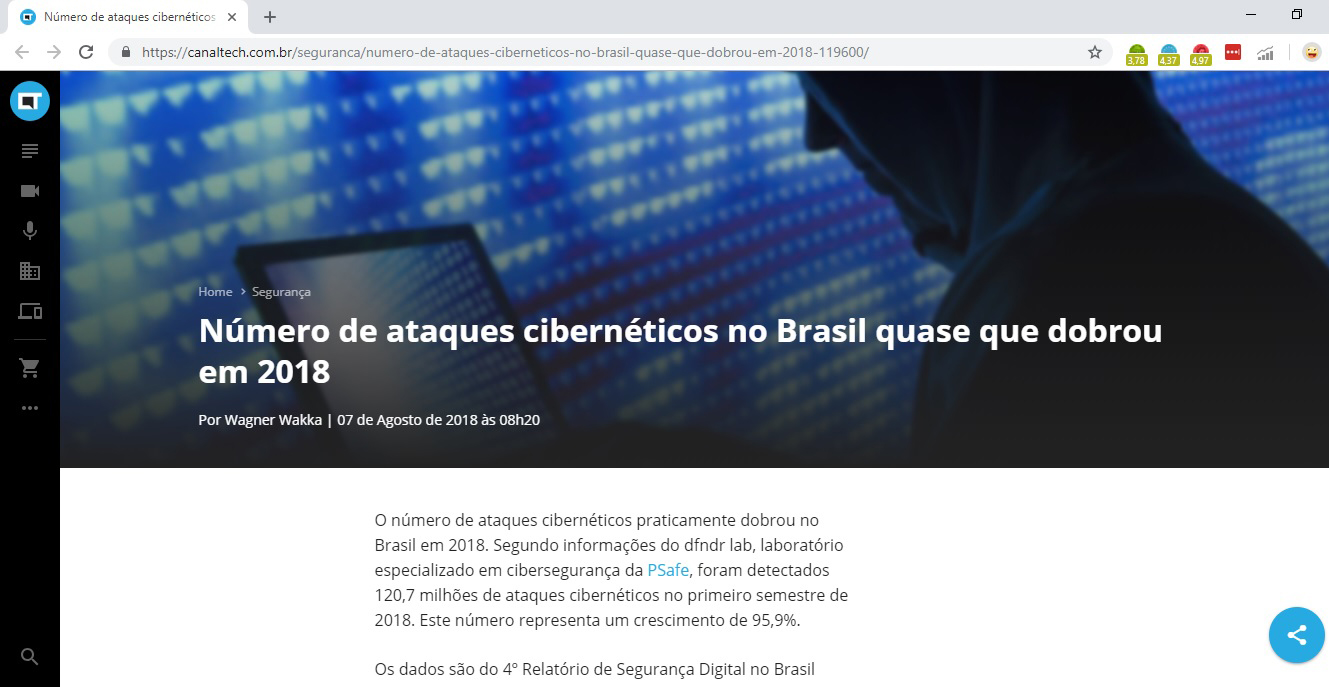 Número de ataques cibernéticos
https://canaltech.com.br/seguranca/numero-de-ataques-ciberneticos-no-brasil-quase-que-dobrou-em-2018-119600/
3,78
4,37
4,97
Home > Segurança
Número de ataques cibernéticos no Brasil quase que dobrou
em 2018
Por Wagner Wakka | 07 de Agosto de 2018 às 08h20
O número de ataques cibernéticos praticamente dobrou no
Brasil em 2018. Segundo informações do dfndr lab, laboratório
especializado em cibersegurança da PSafe, foram detectados
120,7 milhões de ataques cibernéticos no primeiro semestre de
2018. Este número representa um crescimento de 95,9%.
Os dados são do 4º Relatório de Segurança Digital no Brasil